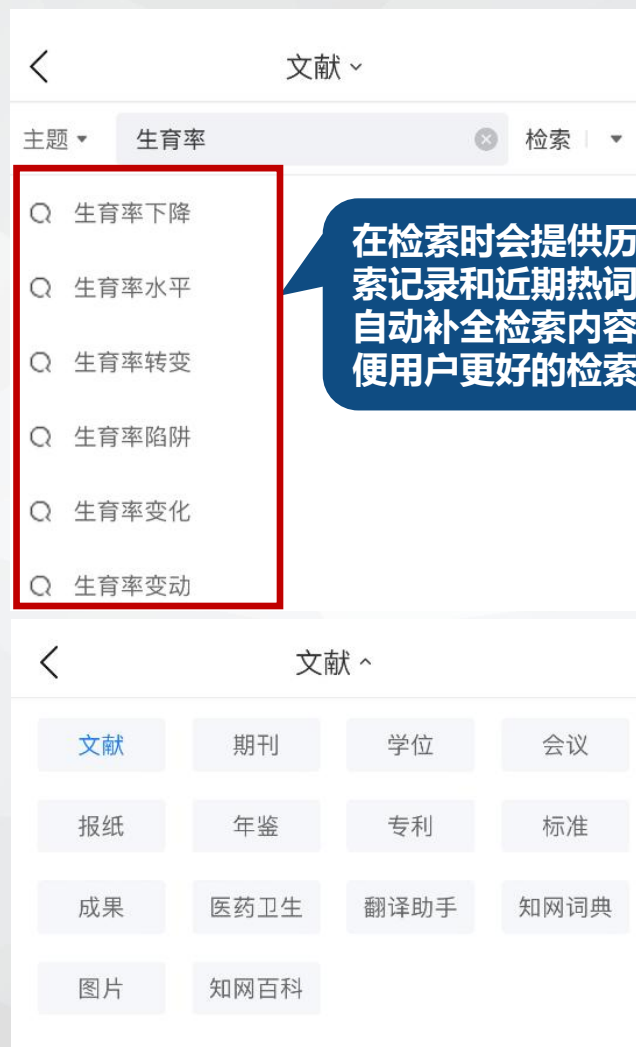 文献
主题 生育率 检索
生育率下降
生育率水平
生育率转变
生育率陷阱
生育率变化
生育率变动
在检索时会提供历
索记录和近期热词
自动补全检索内容
便用户更好的检索
文献
文献 期刊 学位 会议
报纸 年鉴 专利 标准
成果 医药卫生 翻译助手 知网词典
图片 知网百科